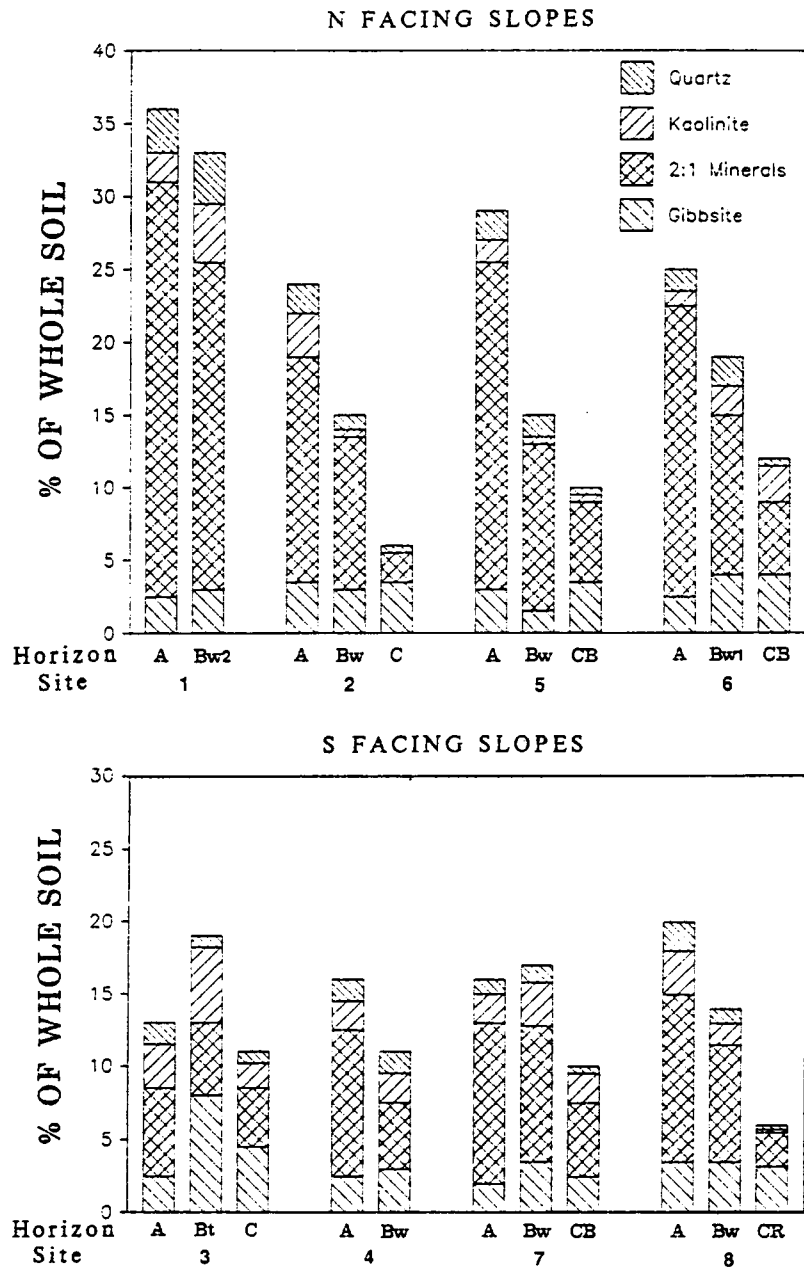 N FACING SLOPES
40
35
30
25
20
15
10
5
0
% OF WHOLE SOIL
Quartz
Kaolinite
2:1 Minerals
Gibbsite
Horizon A Bw2 A Bw C A Bw CB A Bw1 CB
Site 1 2 5 6
S FACING SLOPES
30
25
20
15
10
5
0
% OF WHOLE SOIL
Horizon A Bt C A Bw A Bw CB A Bw CR
Site 3 4 7 8